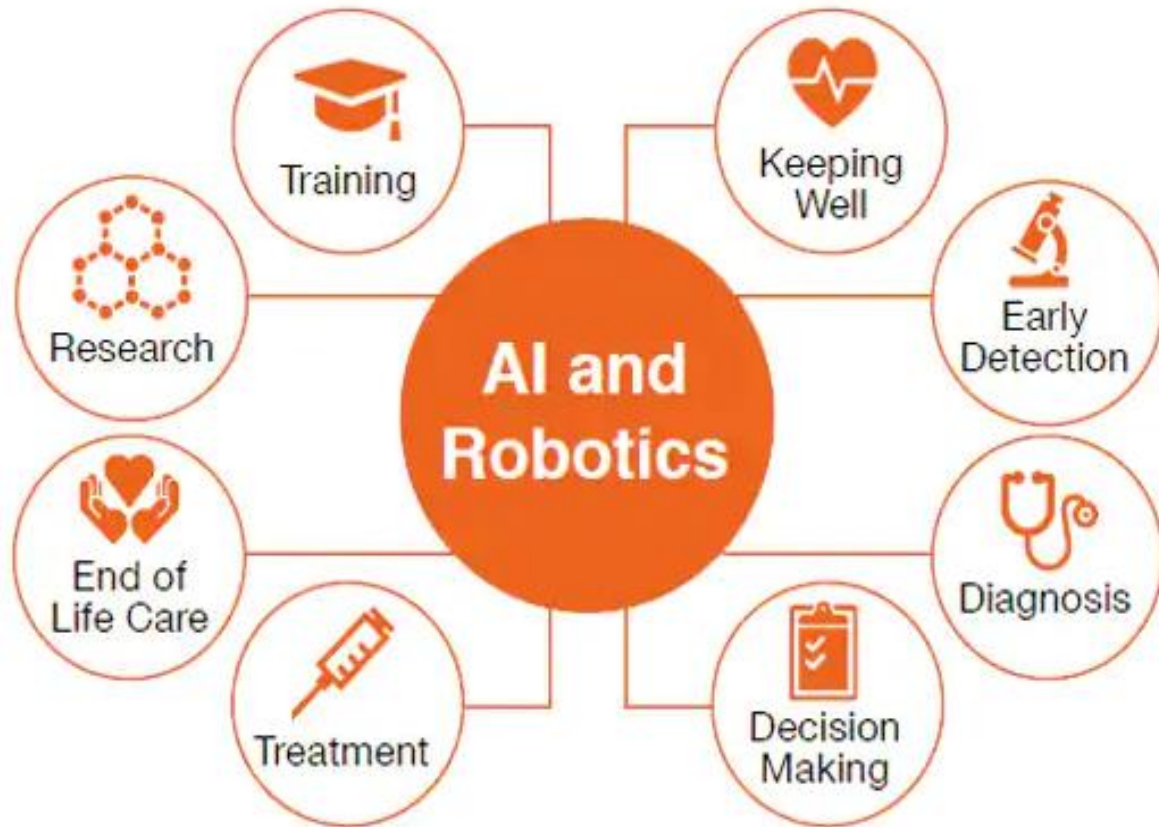 AI and
Robotics
Training
Keeping
Well
Early
Detection
Diagnosis
Decision
Making
Treatment
End of
Life Care
Research